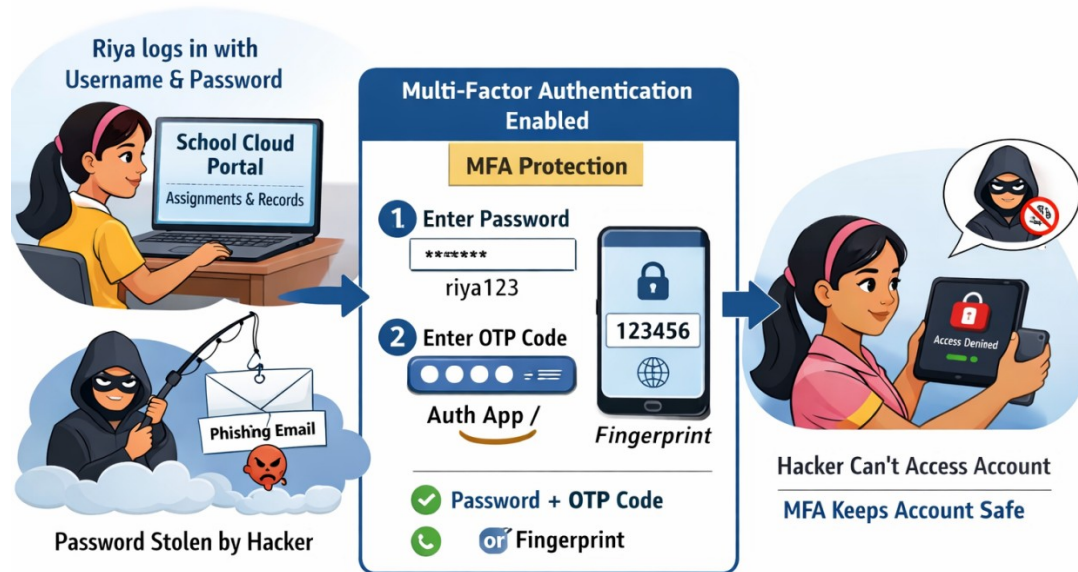 Riya logs in with
Username & Password
School Cloud
Portal
Assignments & Records
Phishing Email
Password Stolen by Hacker
Multi-Factor Authentication
Enabled
MFA Protection
1 Enter Password
*******
riya123
2 Enter OTP Code
Auth App /
123456
Fingerprint
Password + OTP Code
or Fingerprint
Access Denined
Hacker Can't Access Account
MFA Keeps Account Safe